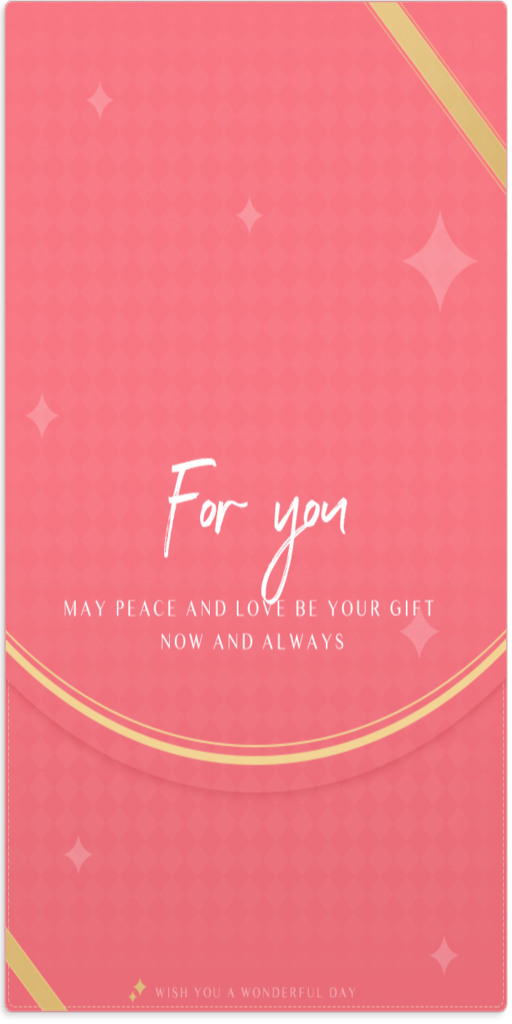 For you
MAY PEACE AND LOVE BE YOUR GIFT
NOW AND ALWAYS
WISH YOU A WONDERFUL DAY